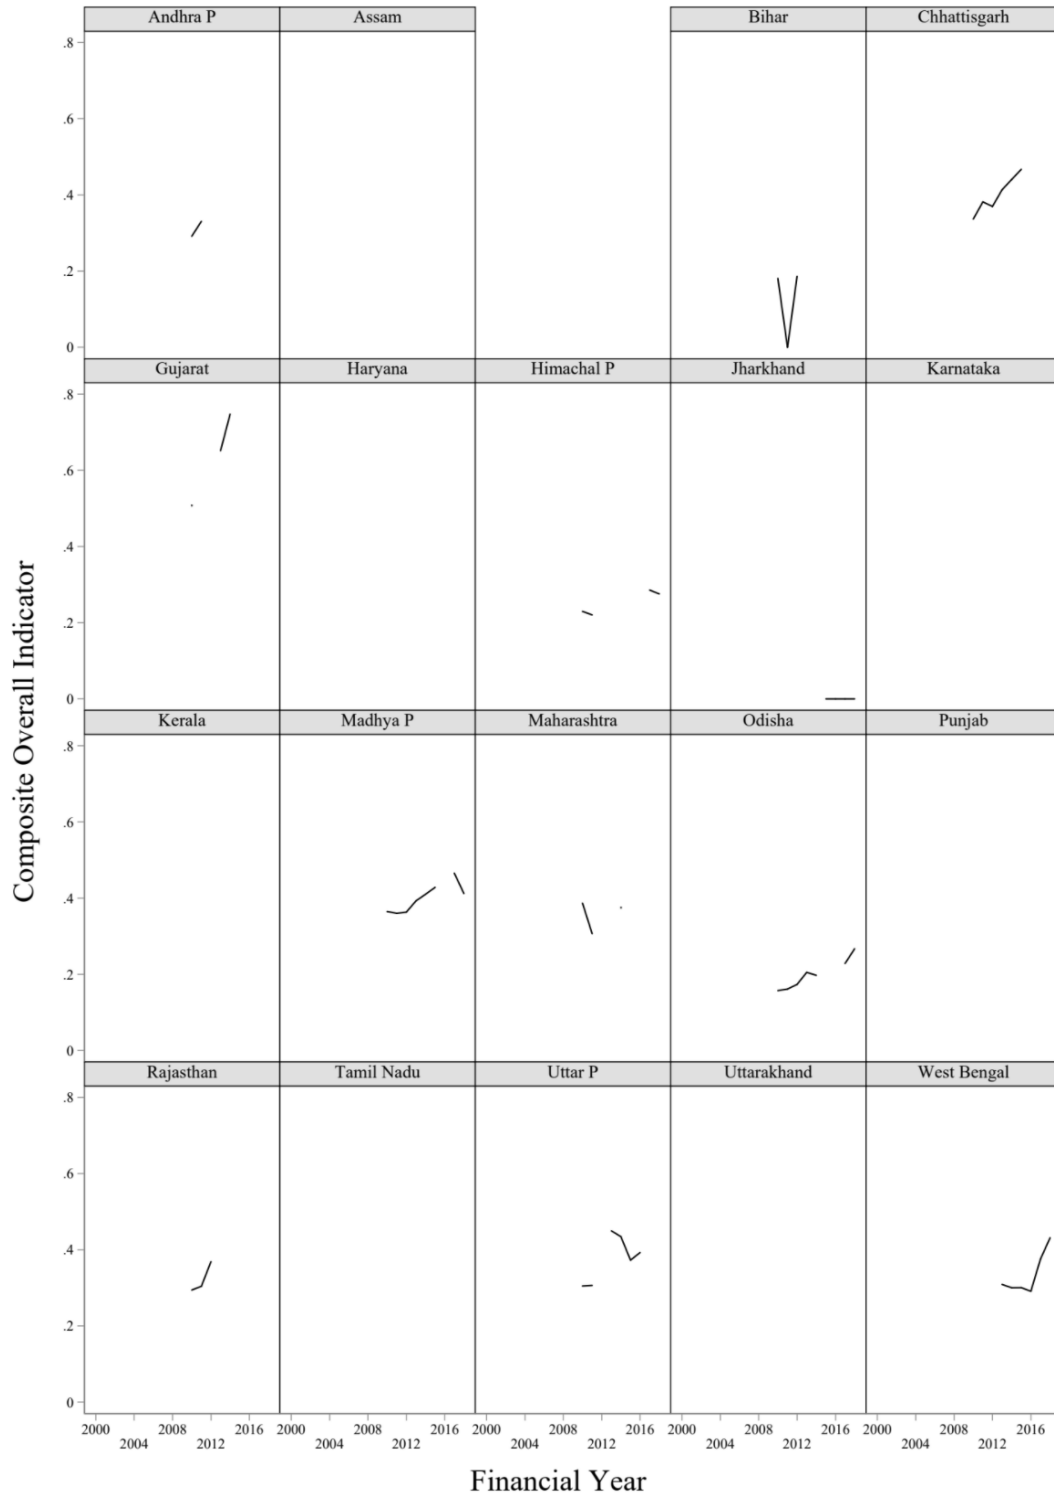 Andhra P
Assam
Bihar
Chhattisgarh
.8
.6
.4
.2
0
Gujarat
Haryana
Himachal P
Jharkhand
Karnataka
.8
.6
.4
.2
0
Kerala
Madhya P
Maharashtra
Odisha
Punjab
.8
.6
.4
.2
0
Rajasthan
Tamil Nadu
Uttar P
Uttarakhand
West Bengal
.8
.6
.4
.2
0
Composite Overall Indicator
2000 2008 2016 2000 2008 2016 2000 2008 2016 2000 2008 2016 2000 2008 2016
2004 2012 2004 2012 2004 2012 2004 2012 2004 2012
Financial Year